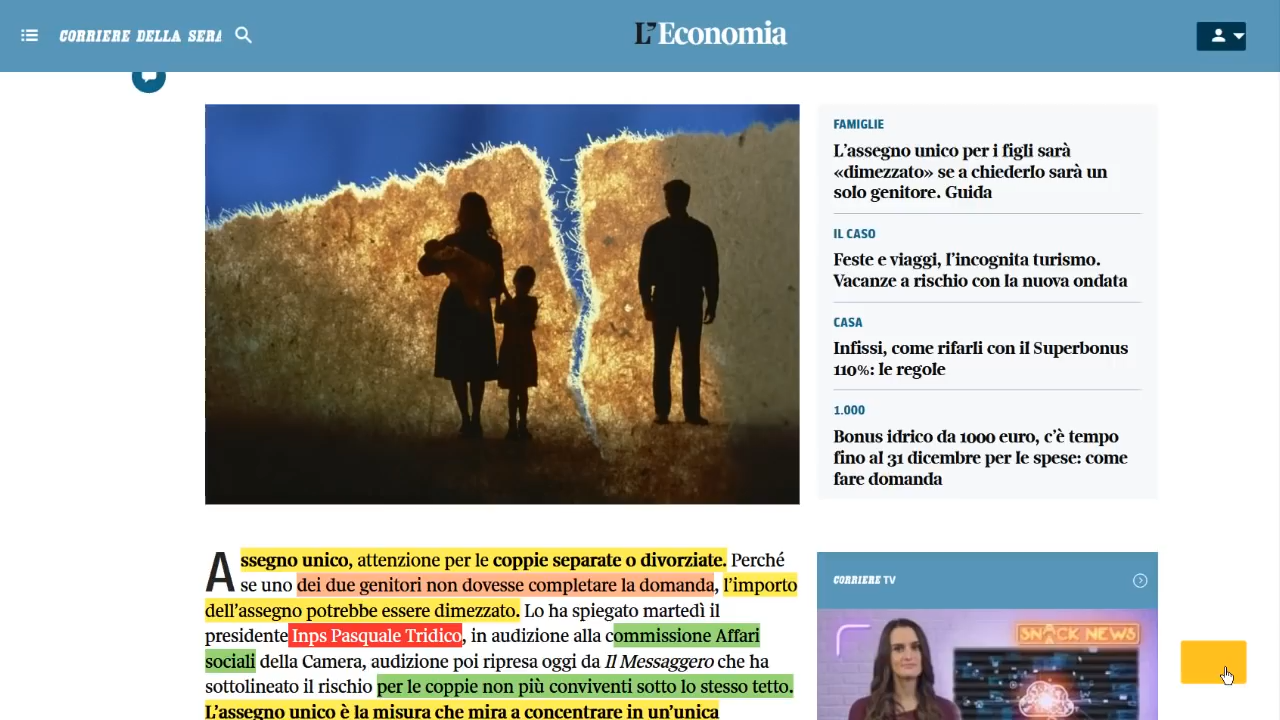 CORRIERE DELLA SERA
L'Economia
FAMIGLIE
L'assegno unico per i figli sarà
«dimezzato» se a chiederlo sarà un
solo genitore. Guida
IL CASO
Feste e viaggi, l'incognita turismo.
Vacanze a rischio con la nuova ondata
CASA
Infissi, come rifarli con il Superbonus
110%: le regole
1.000
Bonus idrico da 1000 euro, c'è tempo
fino al 31 dicembre per le spese: come
fare domanda
Assegno unico, attenzione per le coppie separate o divorziate. Perché
se uno dei due genitori non dovesse completare la domanda, l'importo
dell'assegno potrebbe essere dimezzato. Lo ha spiegato martedì il
presidente Inps Pasquale Tridico, in audizione alla commissione Affari
sociali della Camera, audizione poi ripresa oggi da Il Messaggero che ha
sottolineato il rischio per le coppie non più conviventi sotto lo stesso tetto.
L'assegno unico è la misura che mira a concentrare in un'unica
CORRIERE TV
SNACK NEWS